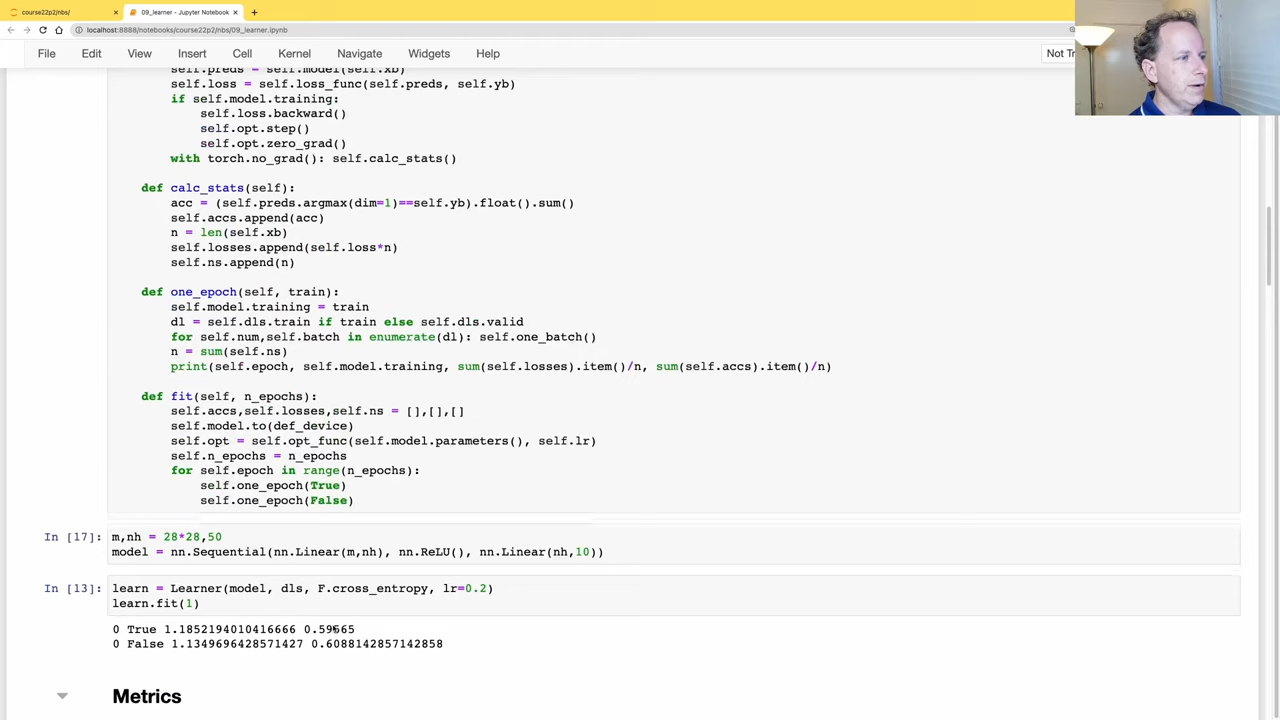 course22p2/nbs/
09_learner - Jupyter Notebook
localhost:8888/notebooks/course22p2/nbs/09_learner.ipynb
File Edit View Insert Cell Kernel Navigate Widgets Help Not Tr
self.preds = self.model(self.xb)
self.loss = self.loss_func(self.preds, self.yb)
if self.model.training:
self.loss.backward()
self.opt.step()
self.opt.zero_grad()
with torch.no_grad(): self.calc_stats()
def calc_stats(self):
acc = (self.preds.argmax(dim=1)==self.yb).float().sum()
self.accs.append(acc)
n = len(self.xb)
self.losses.append(self.loss*n)
self.ns.append(n)
def one_epoch(self, train):
self.model.training = train
dl = self.dls.train if train else self.dls.valid
for self.num,self.batch in enumerate(dl): self.one_batch()
n = sum(self.ns)
print(self.epoch, self.model.training, sum(self.losses).item()/n, sum(self.accs).item()/n)
def fit(self, n_epochs):
self.accs,self.losses,self.ns = [],[],[]
self.model.to(def_device)
self.opt = self.opt_func(self.model.parameters(), self.lr)
self.n_epochs = n_epochs
for self.epoch in range(n_epochs):
self.one_epoch(True)
self.one_epoch(False)
In [17]: m,nh = 28*28,50
model = nn.Sequential(nn.Linear(m,nh), nn.ReLU(), nn.Linear(nh,10))
In [13]: learn = Learner(model, dls, F.cross_entropy, lr=0.2)
learn.fit(1)
0 True 1.1852194010416666 0.59665
0 False 1.1349696428571427 0.6088142857142858
Metrics